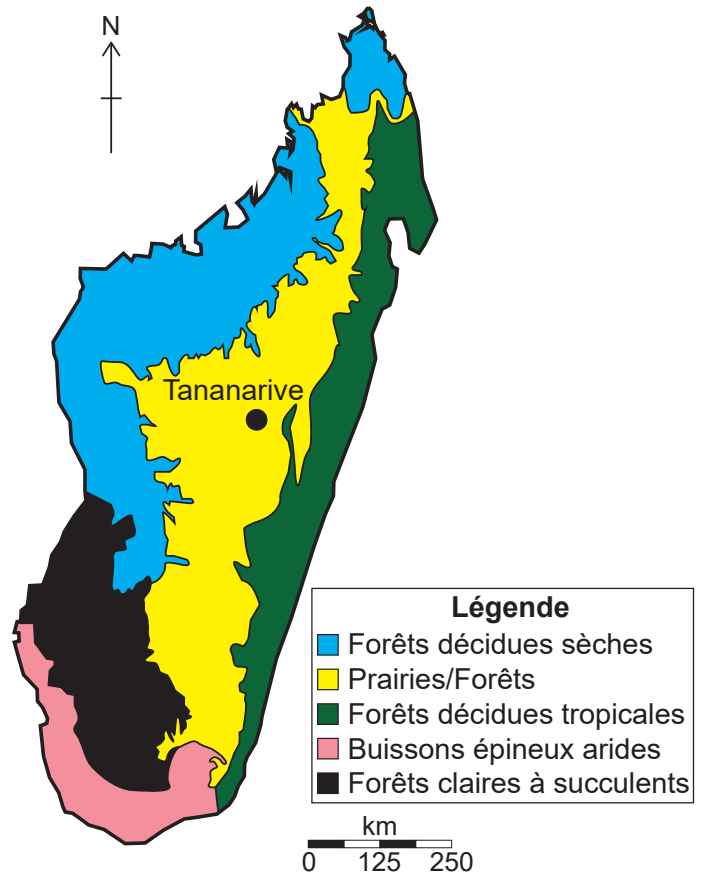 N
Tananarive
Légende
Forêts décidues sèches
Prairies/Forêts
Forêts décidues tropicales
Buissons épineux arides
Forêts claires à succulents
km
0 125 250